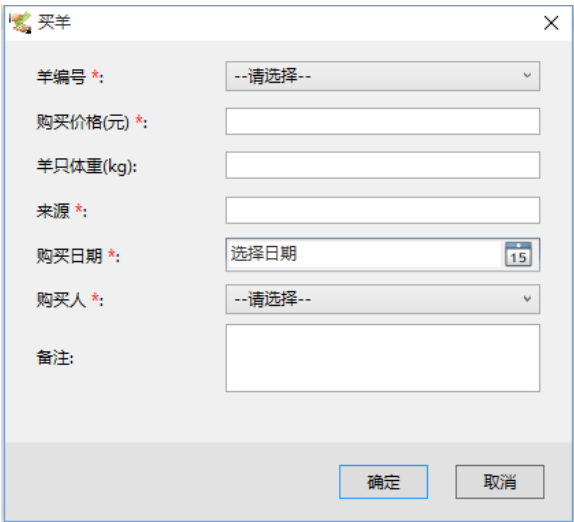 买羊
羊编号 *: --请选择--
购买价格(元) *:
羊只体重(kg):
来源 *:
购买日期 *: 选择日期 15
购买人 *: --请选择--
备注:
确定 取消